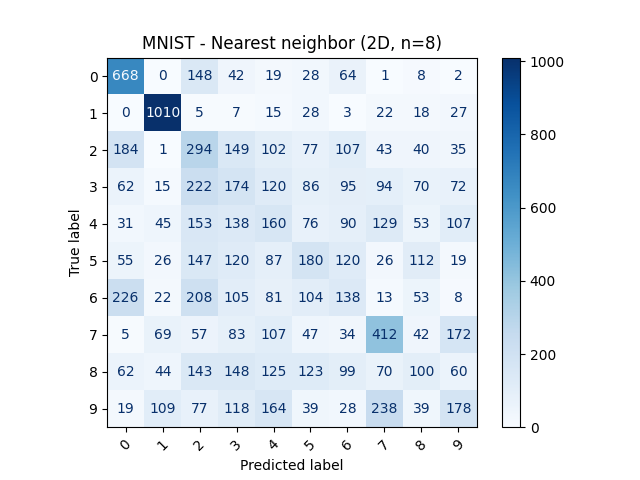 MNIST - Nearest neighbor (2D, n=8)
0 668 0 148 42 19 28 64 1 8 2
1 0 1010 5 7 15 28 3 22 18 27
2 184 1 294 149 102 77 107 43 40 35
3 62 15 222 174 120 86 95 94 70 72
4 31 45 153 138 160 76 90 129 53 107
5 55 26 147 120 87 180 120 26 112 19
6 226 22 208 105 81 104 138 13 53 8
7 5 69 57 83 107 47 34 412 42 172
8 62 44 143 148 125 123 99 70 100 60
9 19 109 77 118 164 39 28 238 39 178
0 1 2 3 4 5 6 7 8 9
Predicted label
True label
1000
800
600
400
200
0